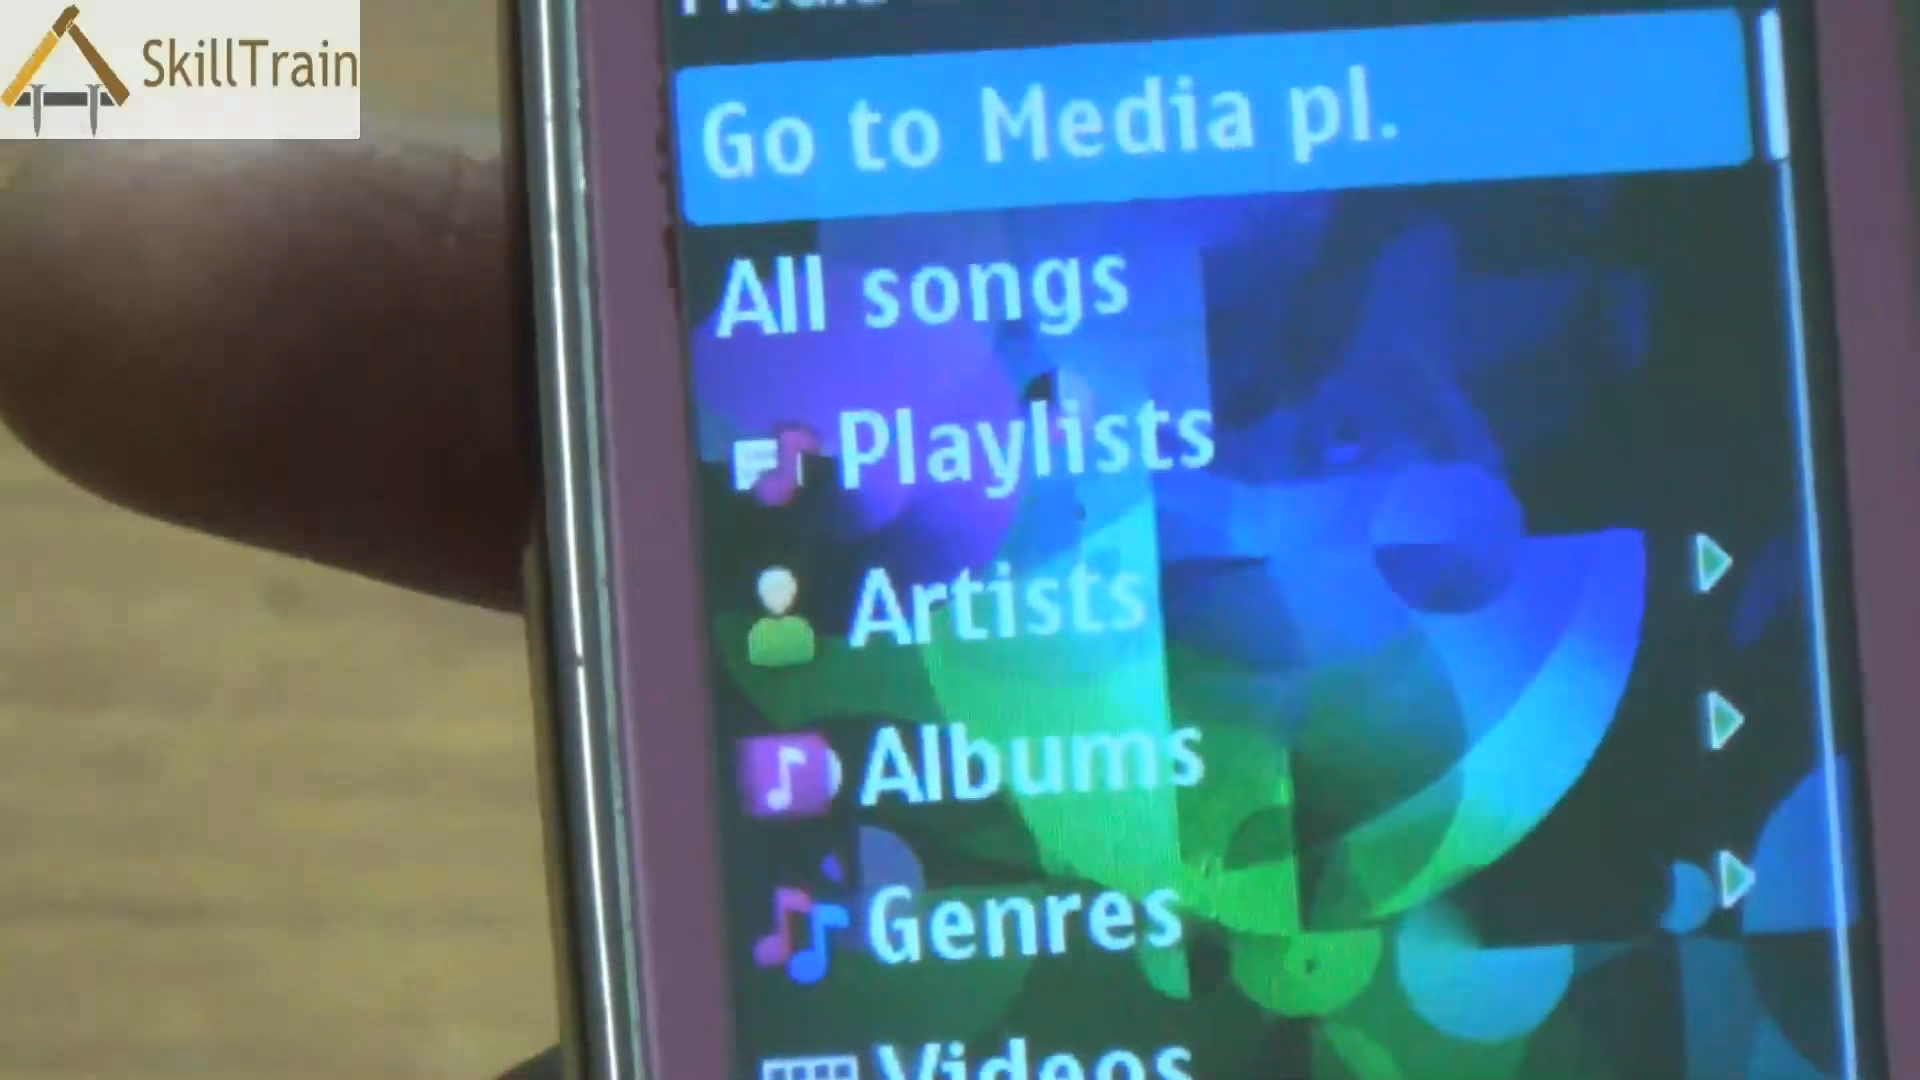 SkillTrain
Go to Media pl.
All songs
Playlists
Artists
Albums
Genres
Videos